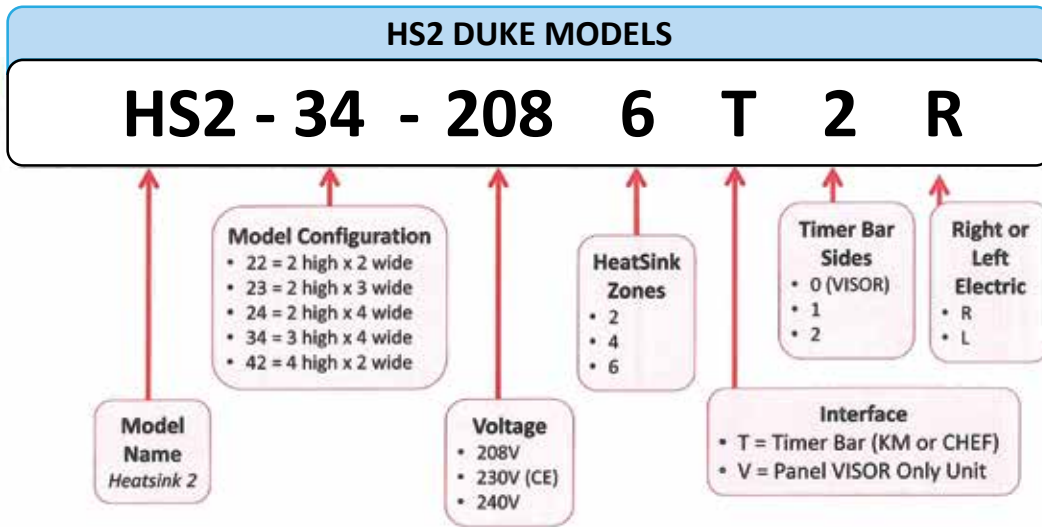 HS2 DUKE MODELS
HS2 - 34 - 208 6 T 2 R
Model Configuration
• 22 = 2 high x 2 wide
• 23 = 2 high x 3 wide
• 24 = 2 high x 4 wide
• 34 = 3 high x 4 wide
• 42 = 4 high x 2 wide
HeatSink
Zones
• 2
• 4
• 6
Timer Bar
Sides
• 0 (VISOR)
• 1
• 2
Right or
Left
Electric
• R
• L
Model
Name
Heatsink 2
Voltage
• 208V
• 230V (CE)
• 240V
Interface
• T = Timer Bar (KM or CHEF)
• V = Panel VISOR Only Unit